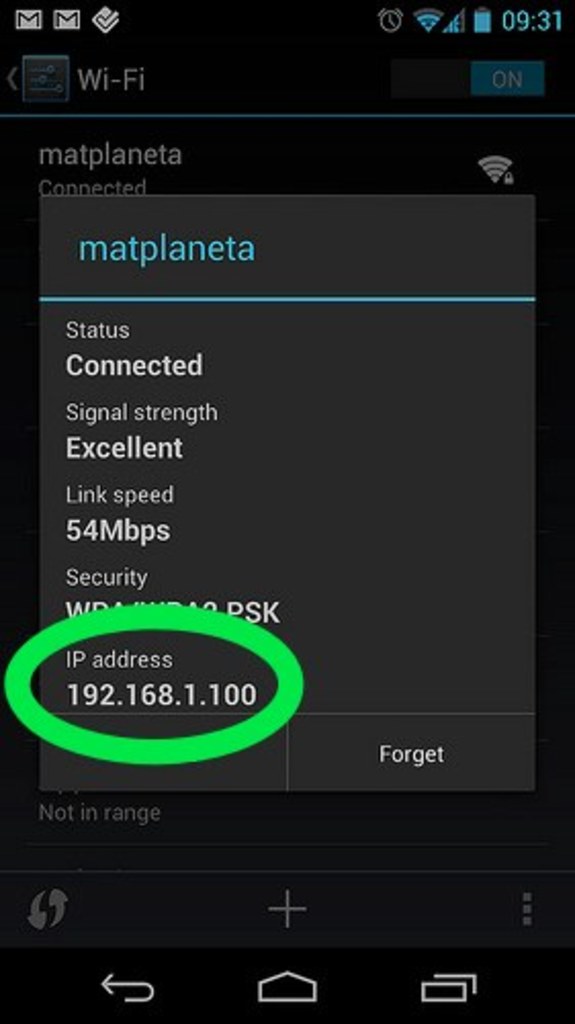 09:31
Wi-Fi
ON
matplaneta
Connected
matplaneta
Status
Connected
Signal strength
Excellent
Link speed
54Mbps
Security
WPA/WPA2 PSK
IP address
192.168.1.100
Forget
Not in range